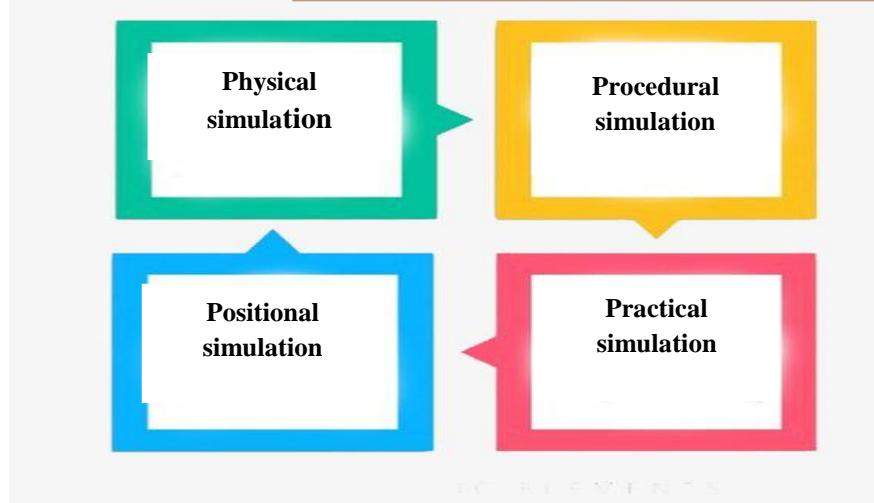 Physical
simulation
Procedural
simulation
Positional
simulation
Practical
simulation